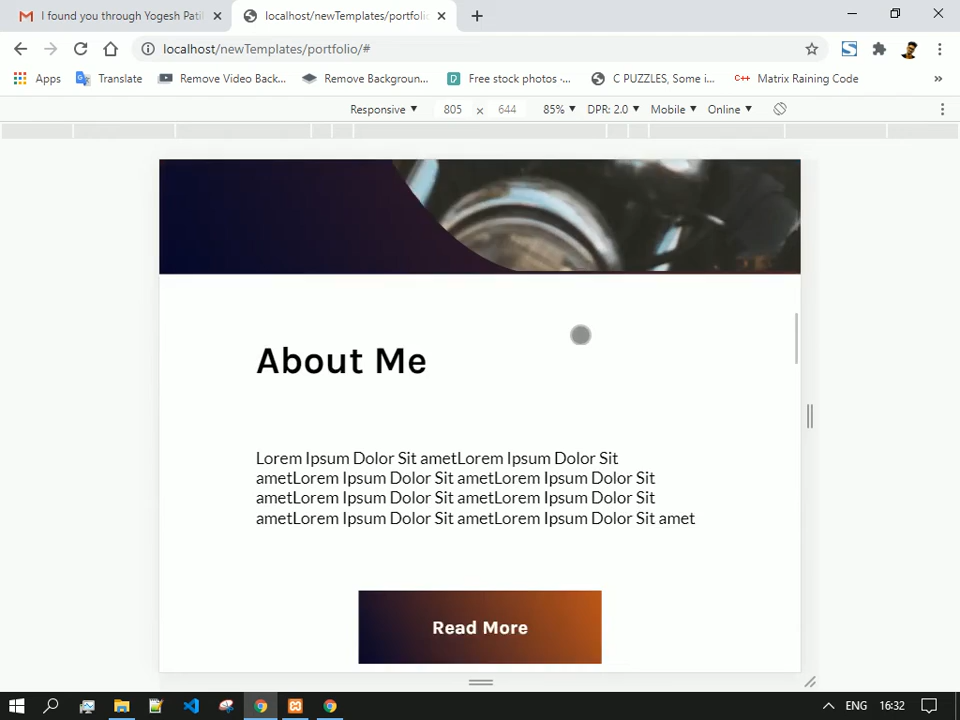 I found you through Yogesh Pati
localhost/newTemplates/portfoli
localhost/newTemplates/portfolio/#
Apps
Translate
Remove Video Back...
Remove Backgroun...
Free stock photos -...
C PUZZLES, Some i...
C++
Matrix Raining Code
»
Responsive
805 x 644
85%
DPR: 2.0
Mobile
Online
About Me
Lorem Ipsum Dolor Sit ametLorem Ipsum Dolor Sit
ametLorem Ipsum Dolor Sit ametLorem Ipsum Dolor Sit
ametLorem Ipsum Dolor Sit ametLorem Ipsum Dolor Sit
ametLorem Ipsum Dolor Sit ametLorem Ipsum Dolor Sit amet
Read More
ENG
16:32